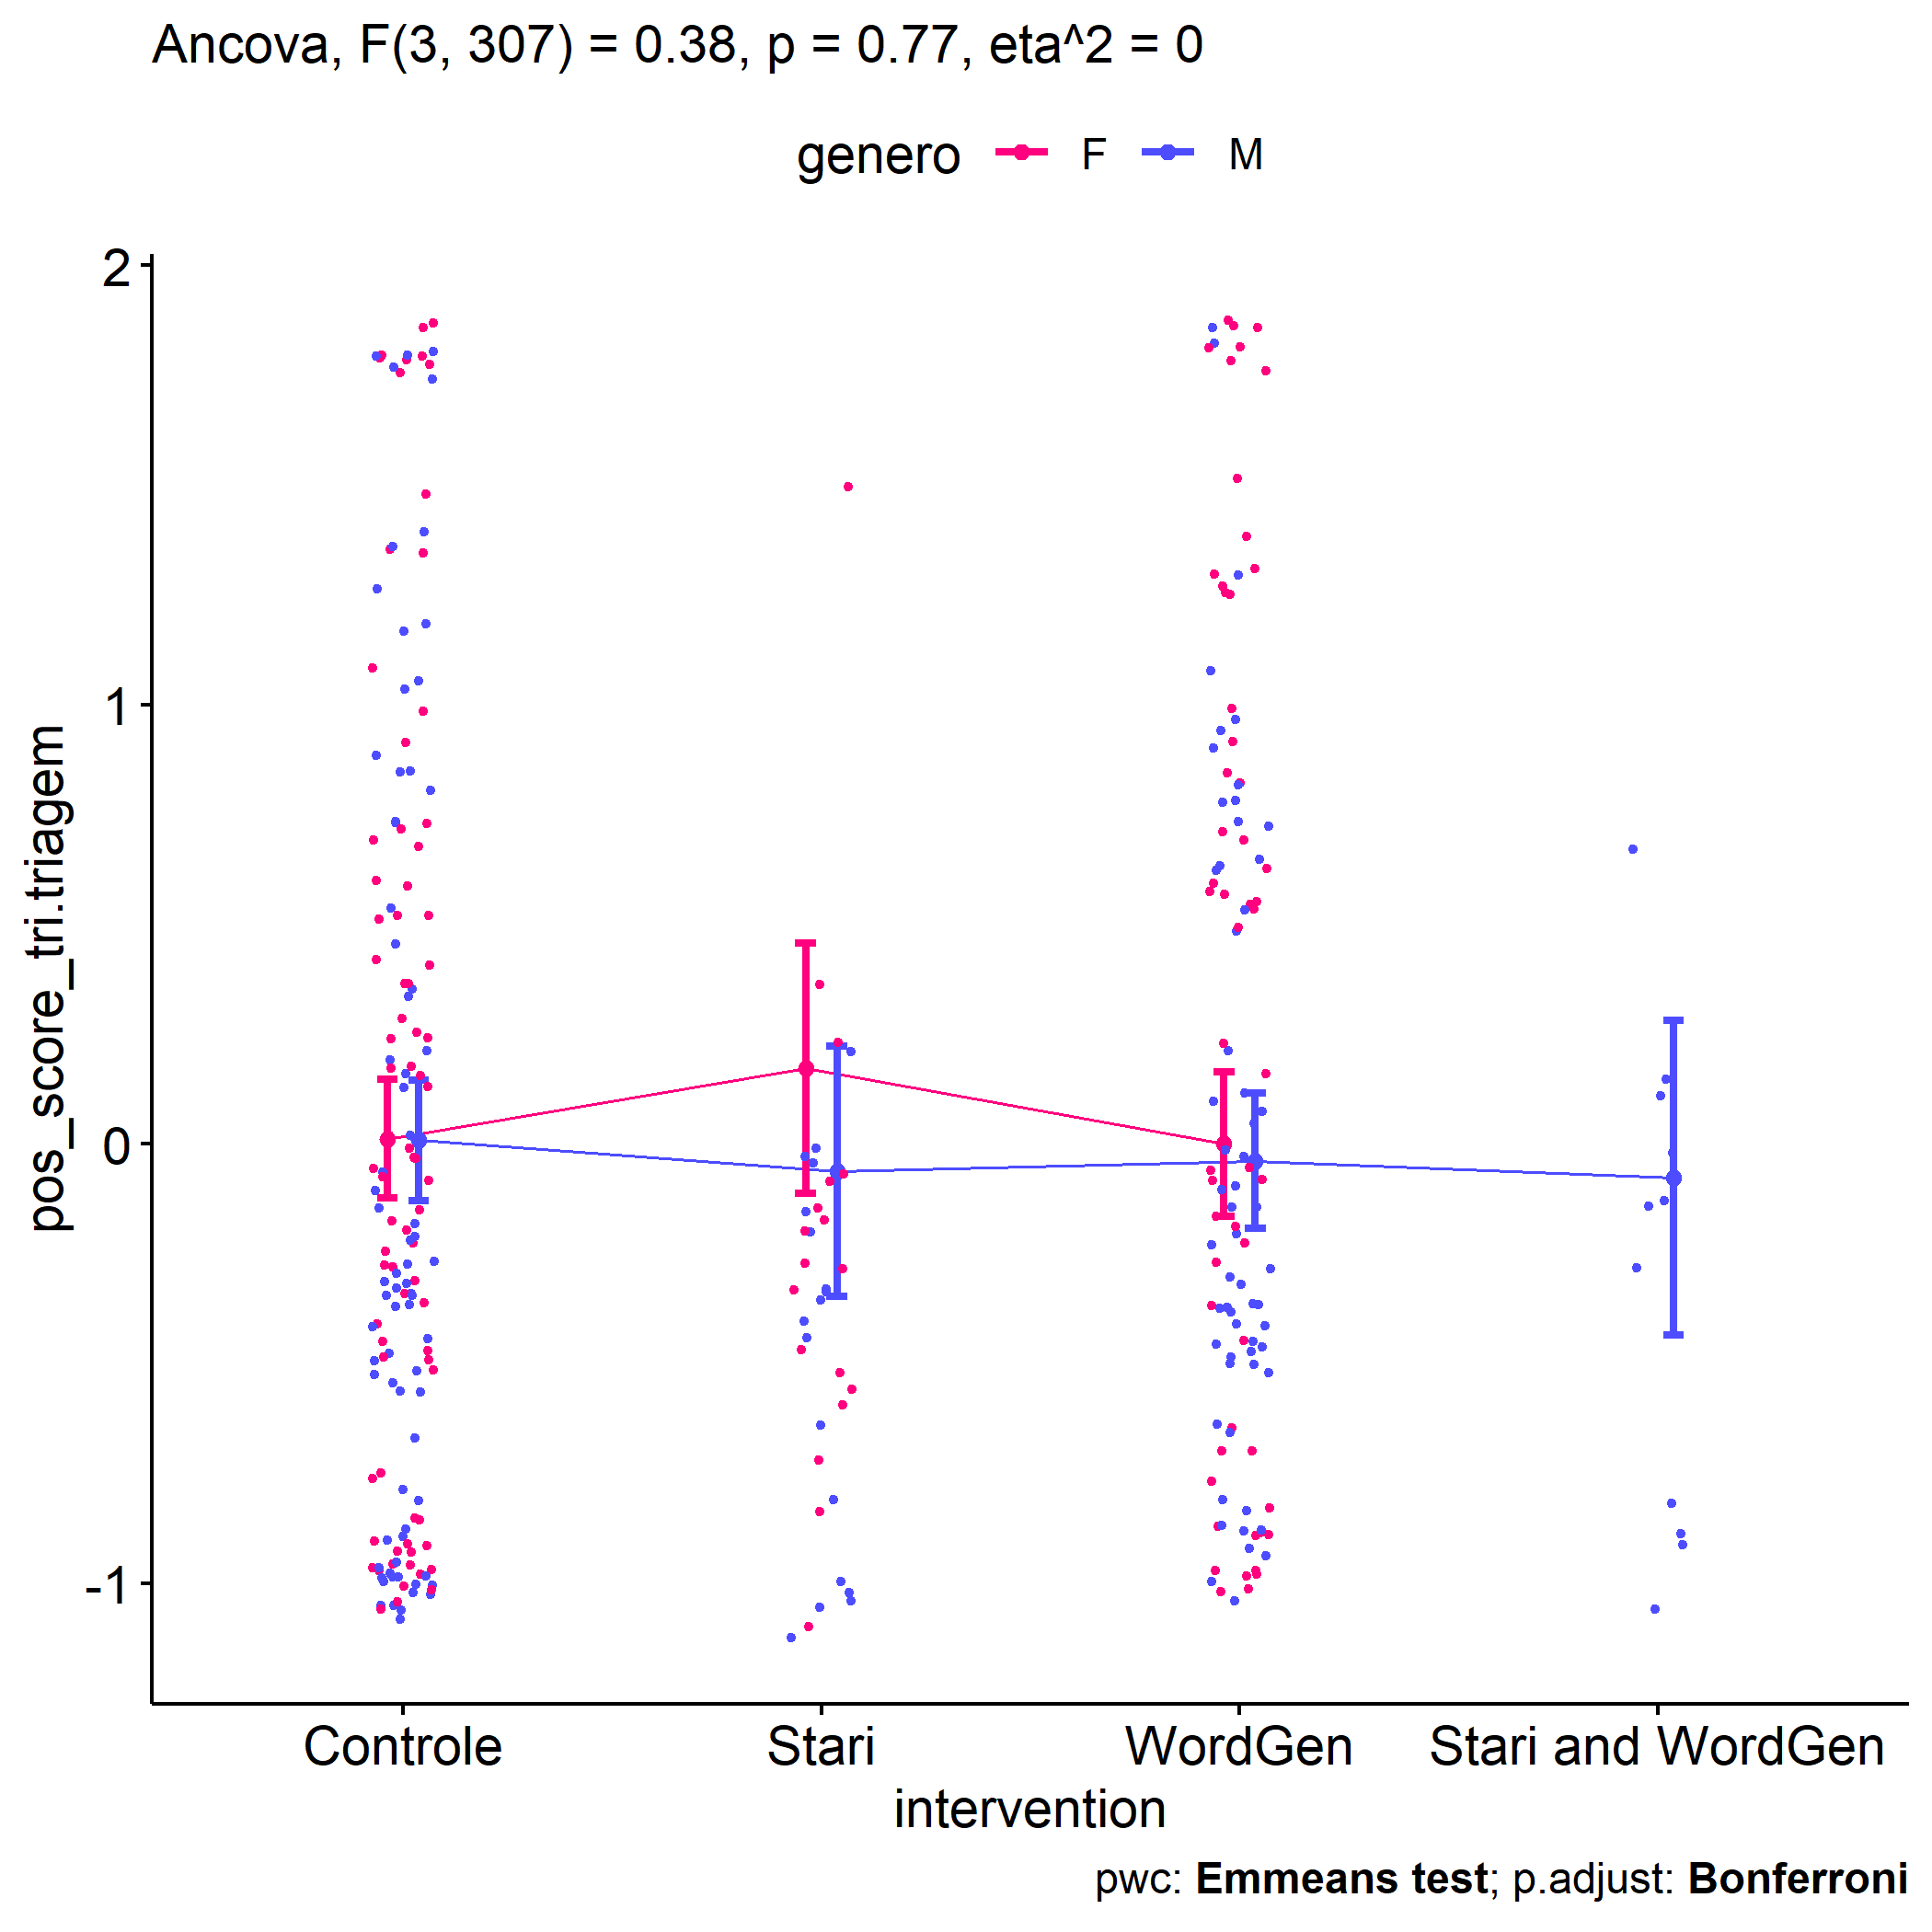 Ancova, F(3, 307) = 0.38, p = 0.77, eta^2 = 0
genero F M
2
1
0
-1
pos_score_tri.triagem
Controle Stari WordGen Stari and WordGen
intervention
pwc: Emmeans test; p.adjust: Bonferroni